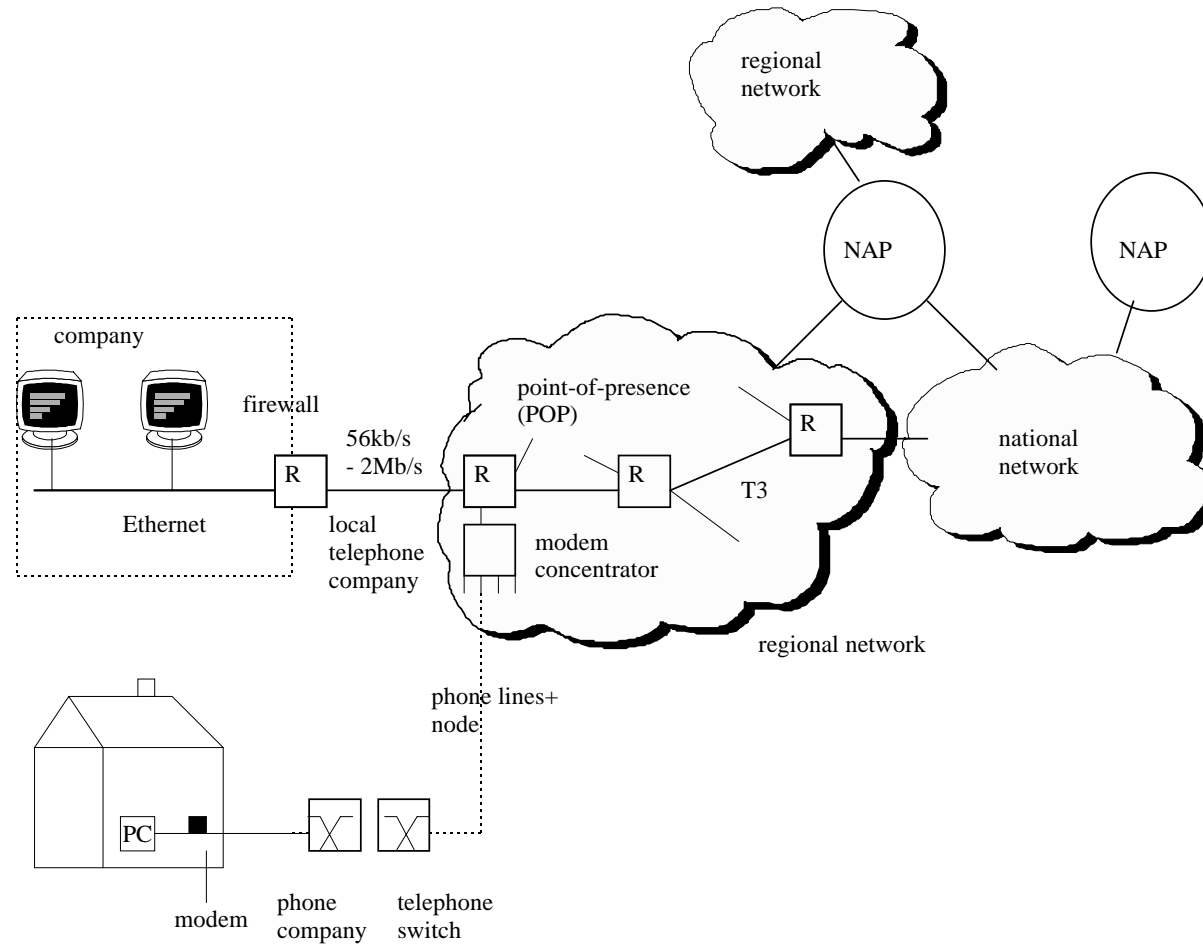 regional
network
NAP
NAP
company
firewall
point-of-presence
(POP)
56kb/s
- 2Mb/s
R
R
R
R
national
network
T3
Ethernet
local
telephone
company
modem
concentrator
regional network
phone lines+
node
PC
modem
phone
company
telephone
switch